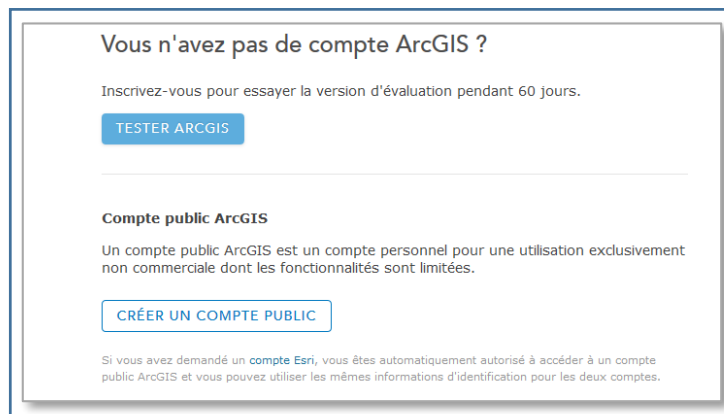 Vous n'avez pas de compte ArcGIS ?
Inscrivez-vous pour essayer la version d'évaluation pendant 60 jours.
TESTER ARCGIS
Compte public ArcGIS
Un compte public ArcGIS est un compte personnel pour une utilisation exclusivement
non commerciale dont les fonctionnalités sont limitées.
CRÉER UN COMPTE PUBLIC
Si vous avez demandé un compte Esri, vous êtes automatiquement autorisé à accéder à un compte
public ArcGIS et vous pouvez utiliser les mêmes informations d'identification pour les deux comptes.